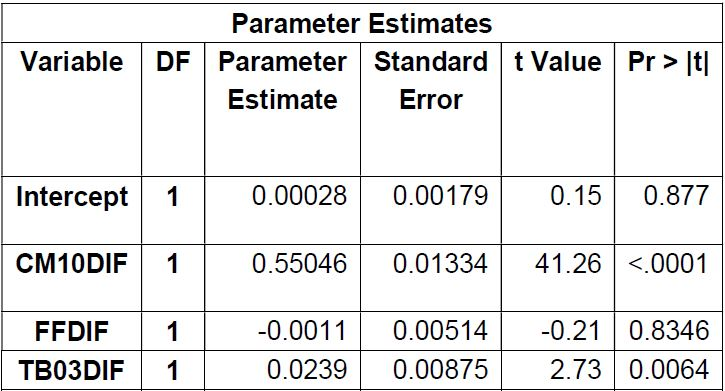 Parameter Estimates
Variable DF Parameter Estimate Standard Error t Value Pr > |t|
Intercept 1 0.00028 0.00179 0.15 0.877
CM10DIF 1 0.55046 0.01334 41.26 <.0001
FFDIF 1 -0.0011 0.00514 -0.21 0.8346
TB03DIF 1 0.0239 0.00875 2.73 0.0064